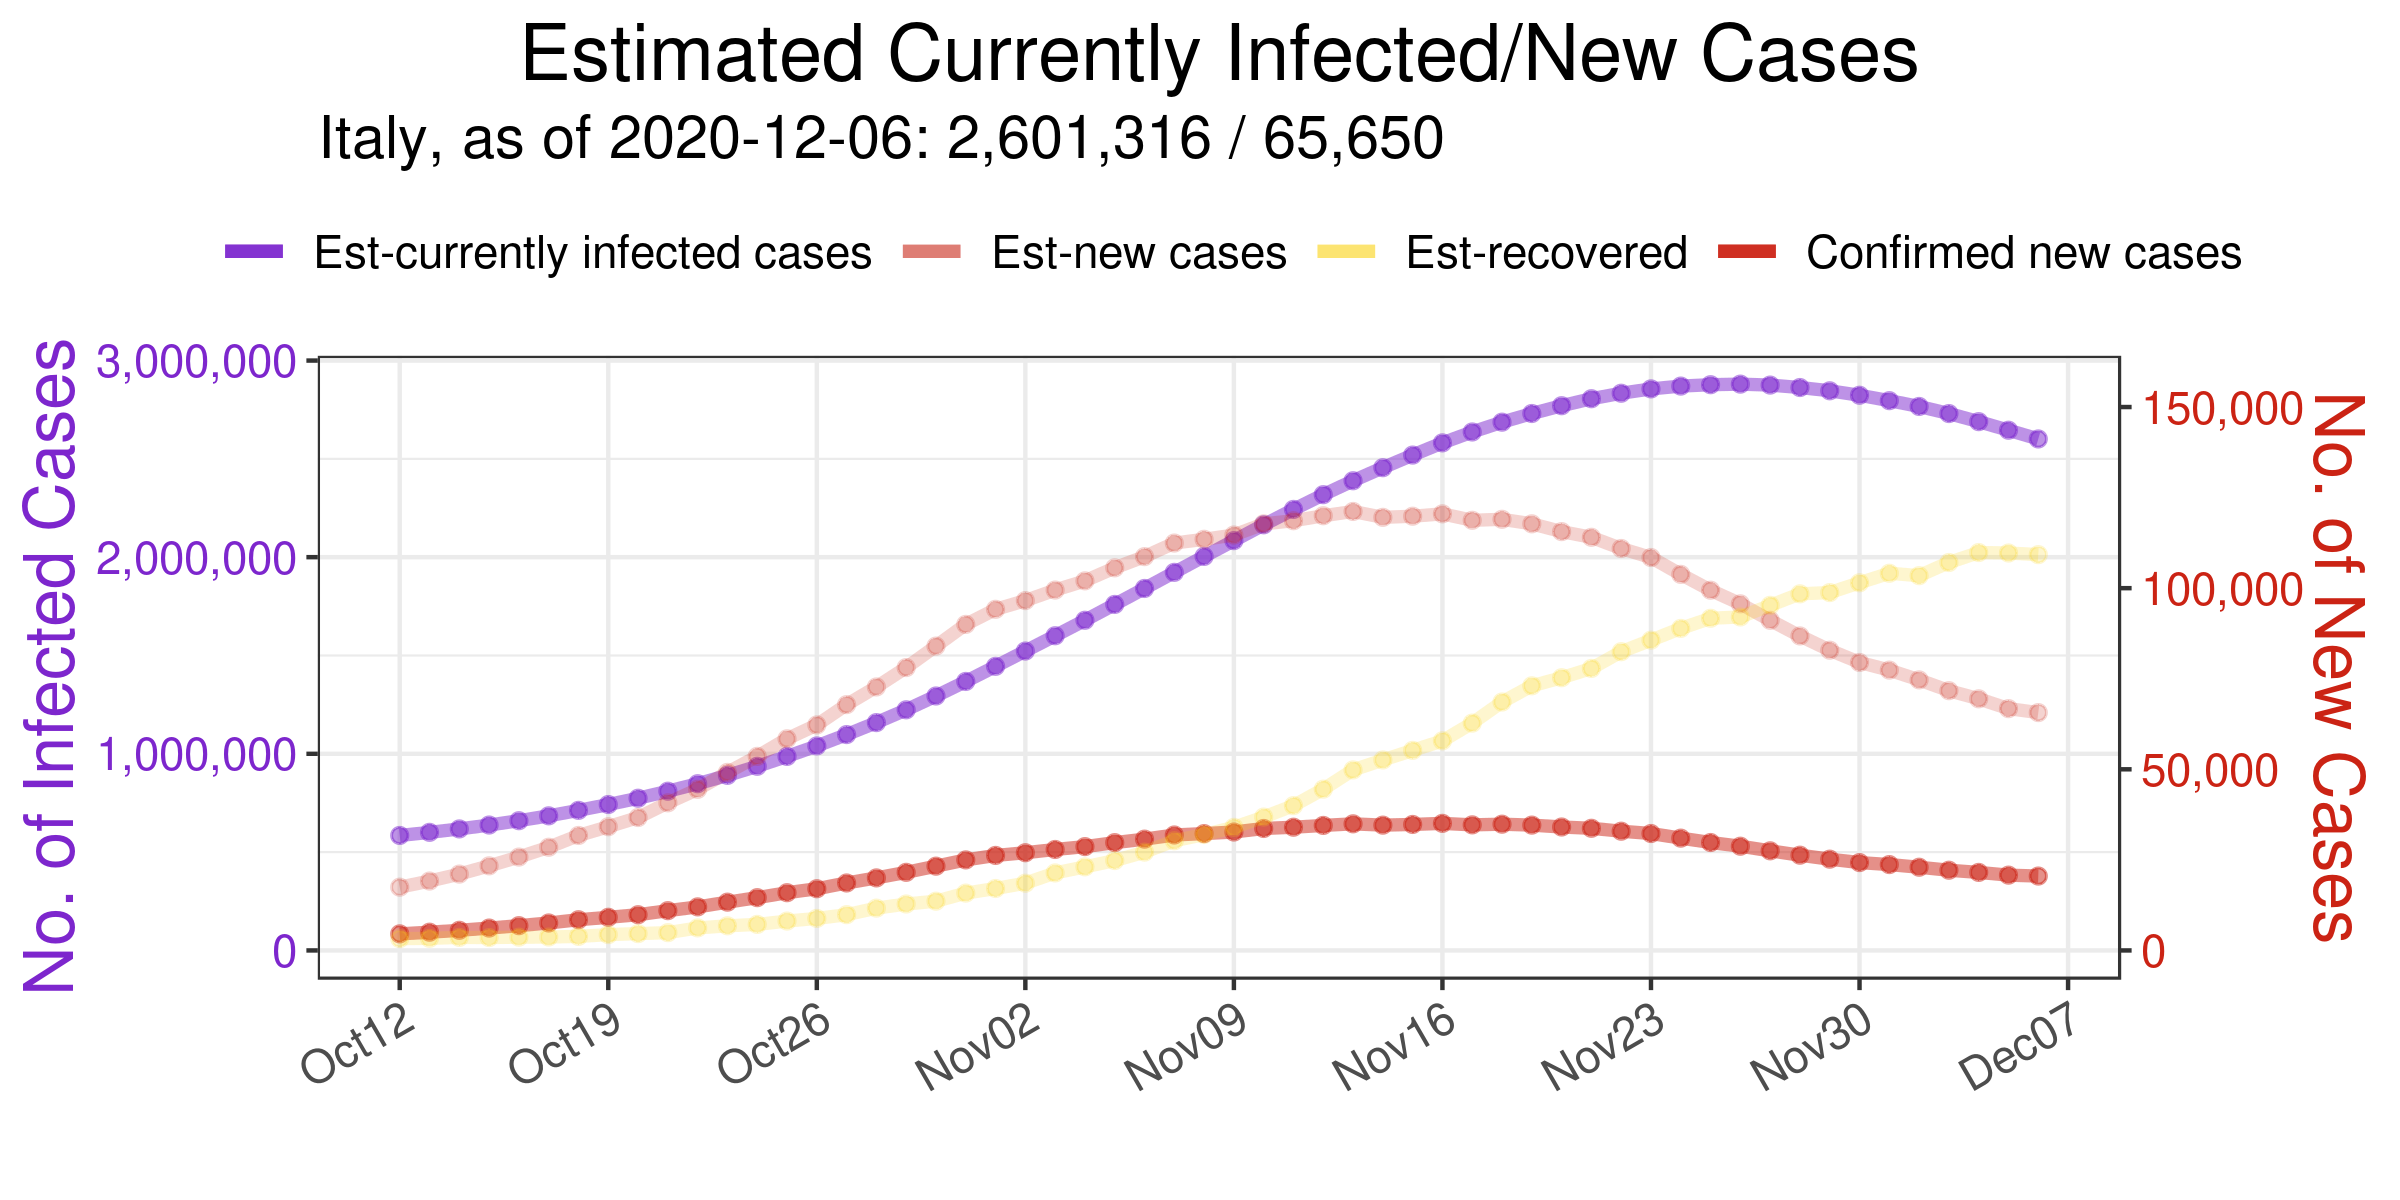 Estimated Currently Infected/New Cases
Italy, as of 2020-12-06: 2,601,316 / 65,650
Est-currently infected cases Est-new cases Est-recovered Confirmed new cases
No. of Infected Cases
3,000,000
2,000,000
1,000,000
0
150,000
100,000
50,000
0
No. of New Cases
Oct12 Oct19 Oct26 Nov02 Nov09 Nov16 Nov23 Nov30 Dec07